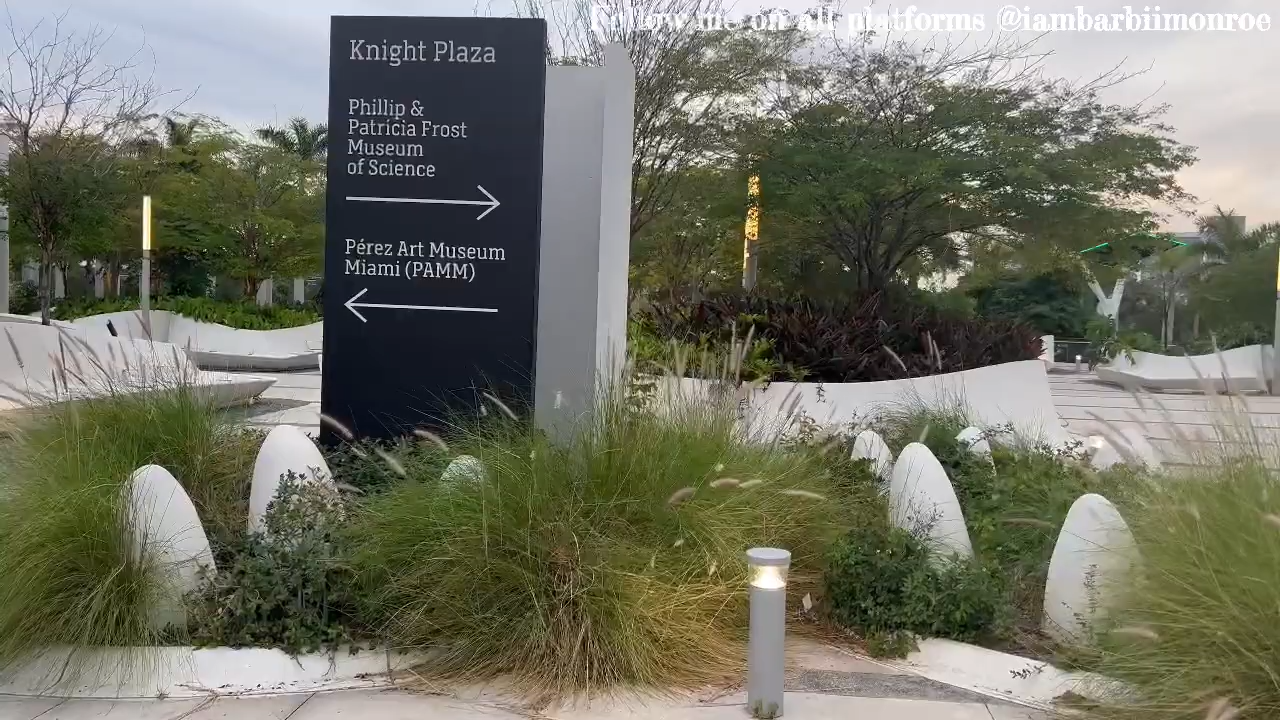 Follow me on all platforms @iambarbiimonroe
Knight Plaza
Phillip &
Patricia Frost
Museum
of Science
Pérez Art Museum
Miami (PAMM)